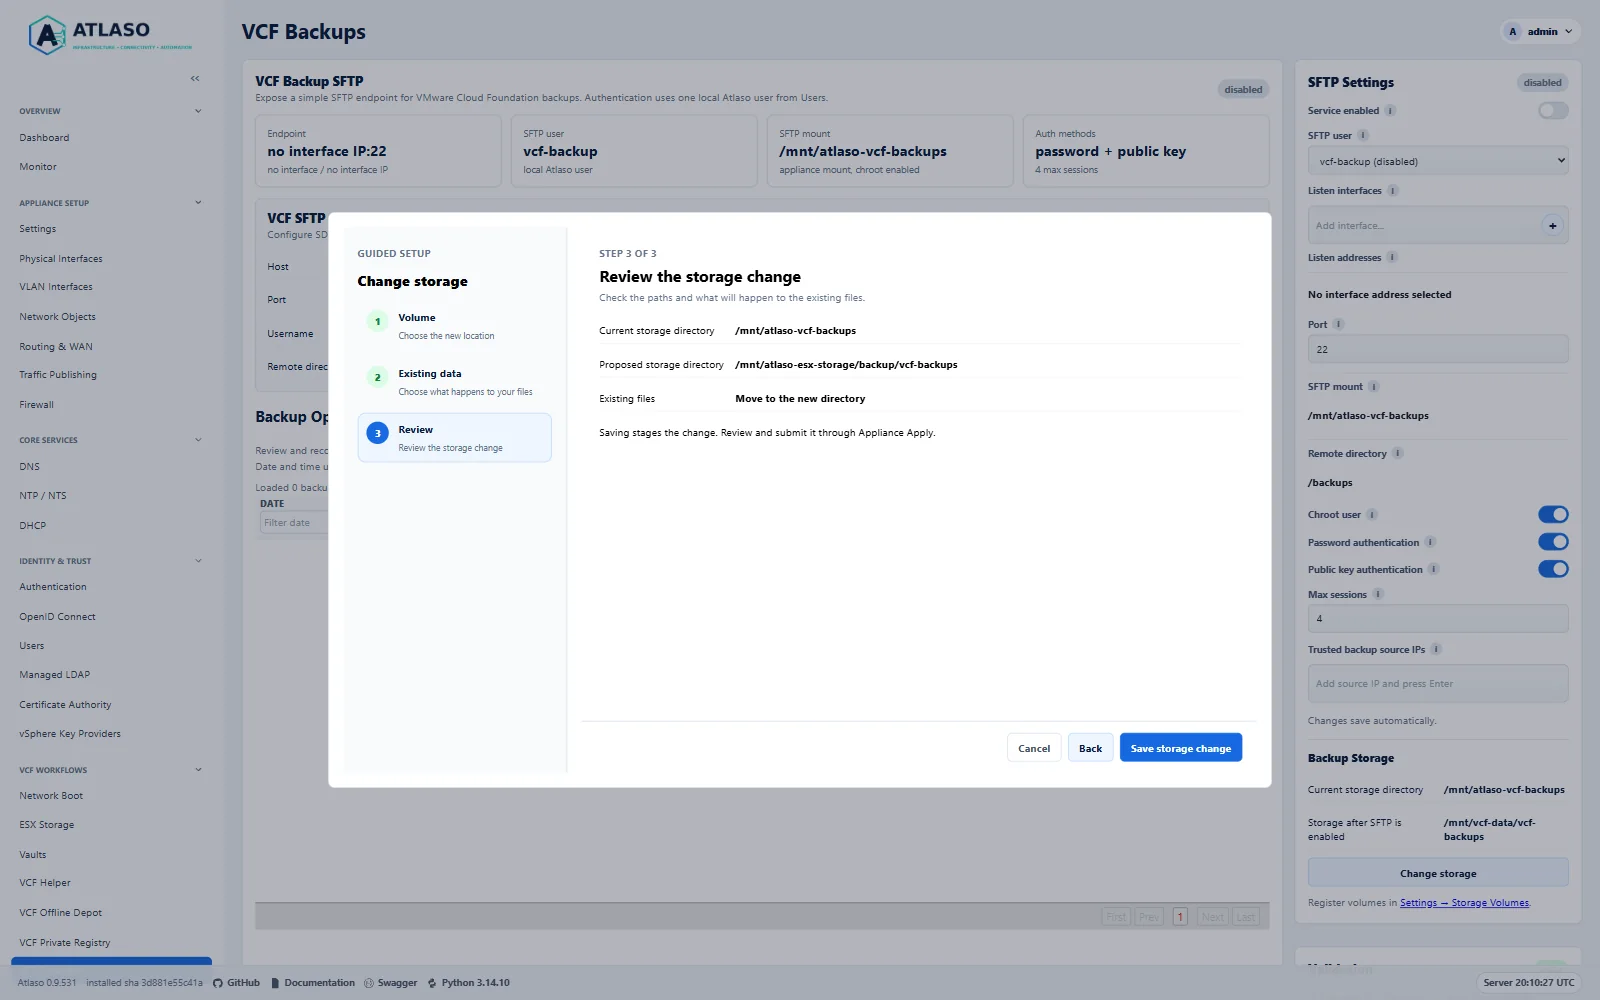 ATLASO
INFRASTRUCTURE • CONNECTIVITY • AUTOMATION
OVERVIEW
Dashboard
Monitor
APPLIANCE SETUP
Settings
Physical Interfaces
VLAN Interfaces
Network Objects
Routing & WAN
Traffic Publishing
Firewall
CORE SERVICES
DNS
NTP / NTS
DHCP
IDENTITY & TRUST
Authentication
OpenID Connect
Users
Managed LDAP
Certificate Authority
vSphere Key Providers
VCF WORKFLOWS
Network Boot
ESX Storage
Vaults
VCF Helper
VCF Offline Depot
VCF Private Registry
VCF Backups
A admin
VCF Backup SFTP
Expose a simple SFTP endpoint for VMware Cloud Foundation backups. Authentication uses one local Atlaso user from Users.
disabled
Endpoint
no interface IP:22
no interface / no interface IP
SFTP user
vcf-backup
local Atlaso user
SFTP mount
/mnt/atlaso-vcf-backups
appliance mount, chroot enabled
Auth methods
password + public key
4 max sessions
VCF SFTP
Configure SD
Host
Port
Username
Remote direc
Backup Op
Review and reco
Date and time u
Loaded 0 backu
DATE
Filter date
First Prev 1 Next Last
GUIDED SETUP
Change storage
1 Volume
Choose the new location
2 Existing data
Choose what happens to your files
3 Review
Review the storage change
STEP 3 OF 3
Review the storage change
Check the paths and what will happen to the existing files.
Current storage directory /mnt/atlaso-vcf-backups
Proposed storage directory /mnt/atlaso-esx-storage/backup/vcf-backups
Existing files Move to the new directory
Saving stages the change. Review and submit it through Appliance Apply.
Cancel Back Save storage change
SFTP Settings
disabled
Service enabled i
SFTP user i
vcf-backup (disabled)
Listen interfaces i
Add interface... +
Listen addresses i
No interface address selected
Port i
22
SFTP mount i
/mnt/atlaso-vcf-backups
Remote directory i
/backups
Chroot user i
Password authentication i
Public key authentication i
Max sessions i
4
Trusted backup source IPs i
Add source IP and press Enter
Changes save automatically.
Backup Storage
Current storage directory /mnt/atlaso-vcf-backups
Storage after SFTP is enabled /mnt/vcf-data/vcf-backups
Change storage
Register volumes in Settings → Storage Volumes.
Atlaso 0.9.531 installed sha 3d881e55c41a GitHub Documentation Swagger Python 3.14.10
Server 20:10:27 UTC